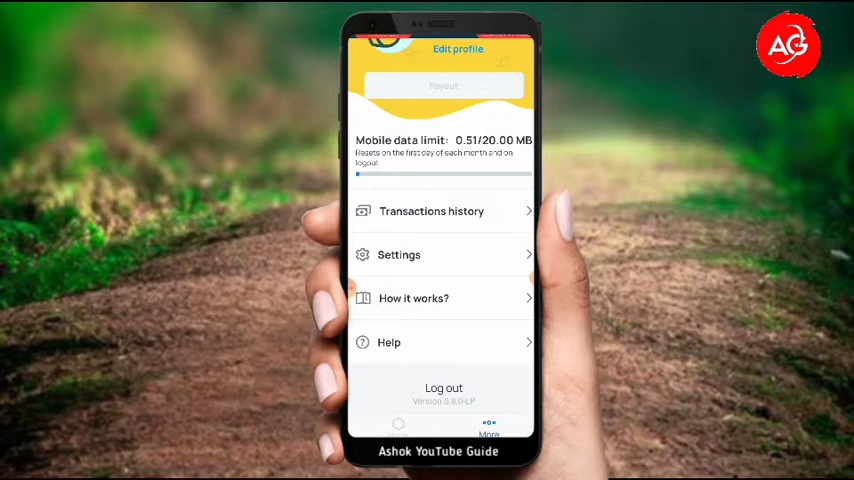 AG
Edit profile
Payout
Mobile data limit: 0.51/20.00 MB
Resets on the first day of each month and on
logout.
Transactions history
Settings
How it works?
Help
Log out
Version 0.8.0-LP
Home
More
Ashok YouTube Guide